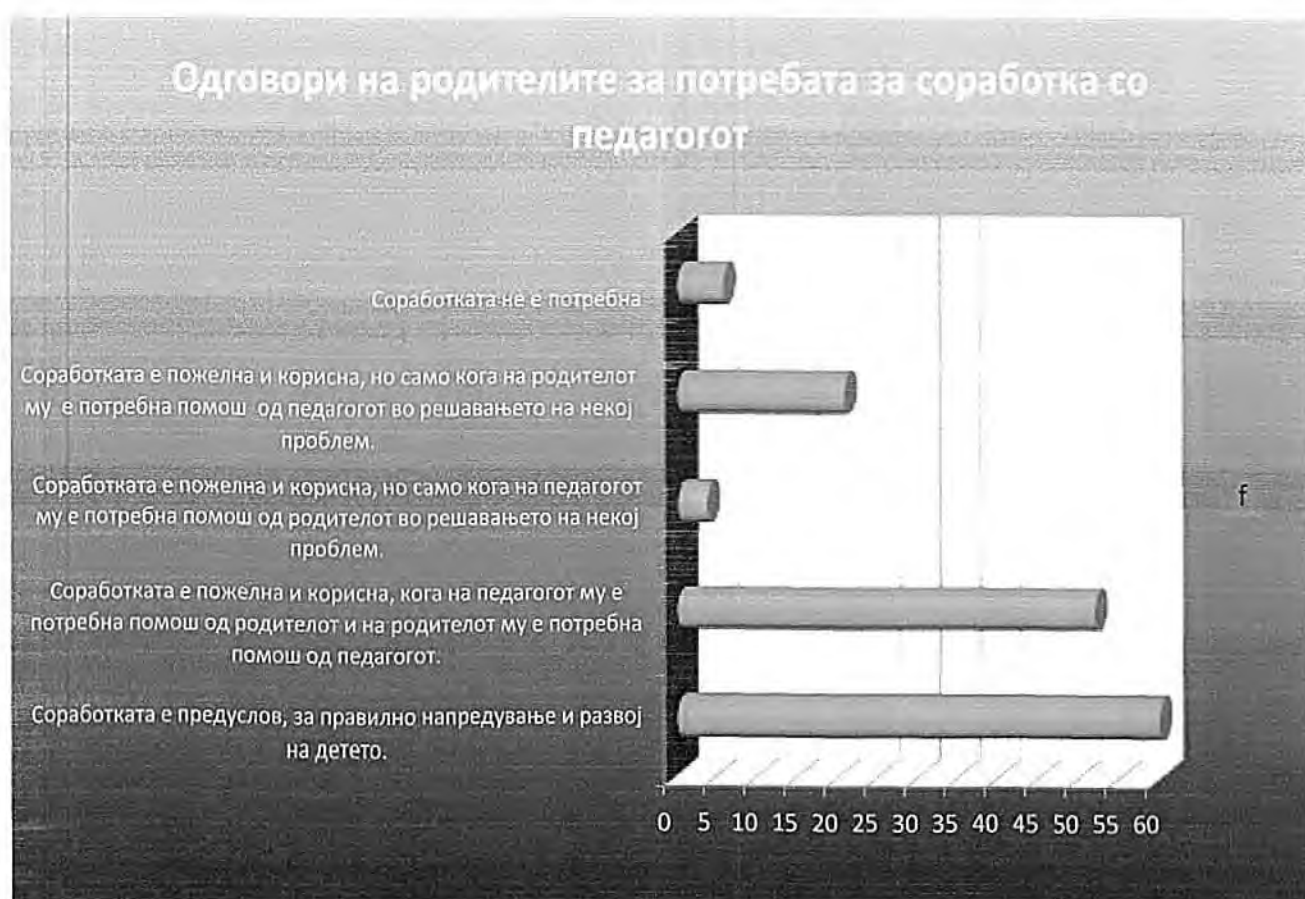 Одговори на родителите за потребата за соработка со
педагогот
Соработката не е потребна
Соработката е пожелна и корисна, но само кога на родителот
му е потребна помош од педагогот во решавањето на некој
проблем.
Соработката е пожелна и корисна, но само кога на педагогот
му е потребна помош од родителот во решавањето на некој
проблем.
Соработката е пожелна и корисна, кога на педагогот му е
потребна помош од родителот и на родителот му е потребна
помош од педагогот.
Соработката е предуслов, за правилно напредување и развој
на детето.
f
0 5 10 15 20 25 30 35 40 45 50 55 60